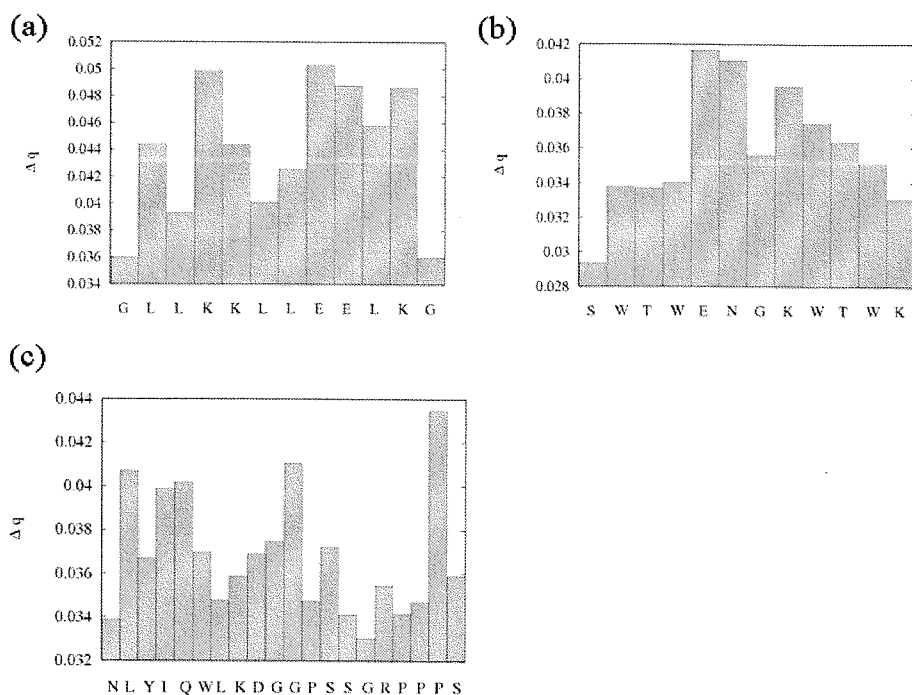 (a)
0.052
0.05
0.048
0.046
0.044
0.042
0.04
0.038
0.036
0.034
Δq
G L L K K L L E E L K G
(b)
0.042
0.04
0.038
0.036
0.034
0.032
0.03
0.028
Δq
S W T W E N G K W T W K
(c)
0.044
0.042
0.04
0.038
0.036
0.034
0.032
Δq
N L Y I Q W L K D G G P S S G R P P P S